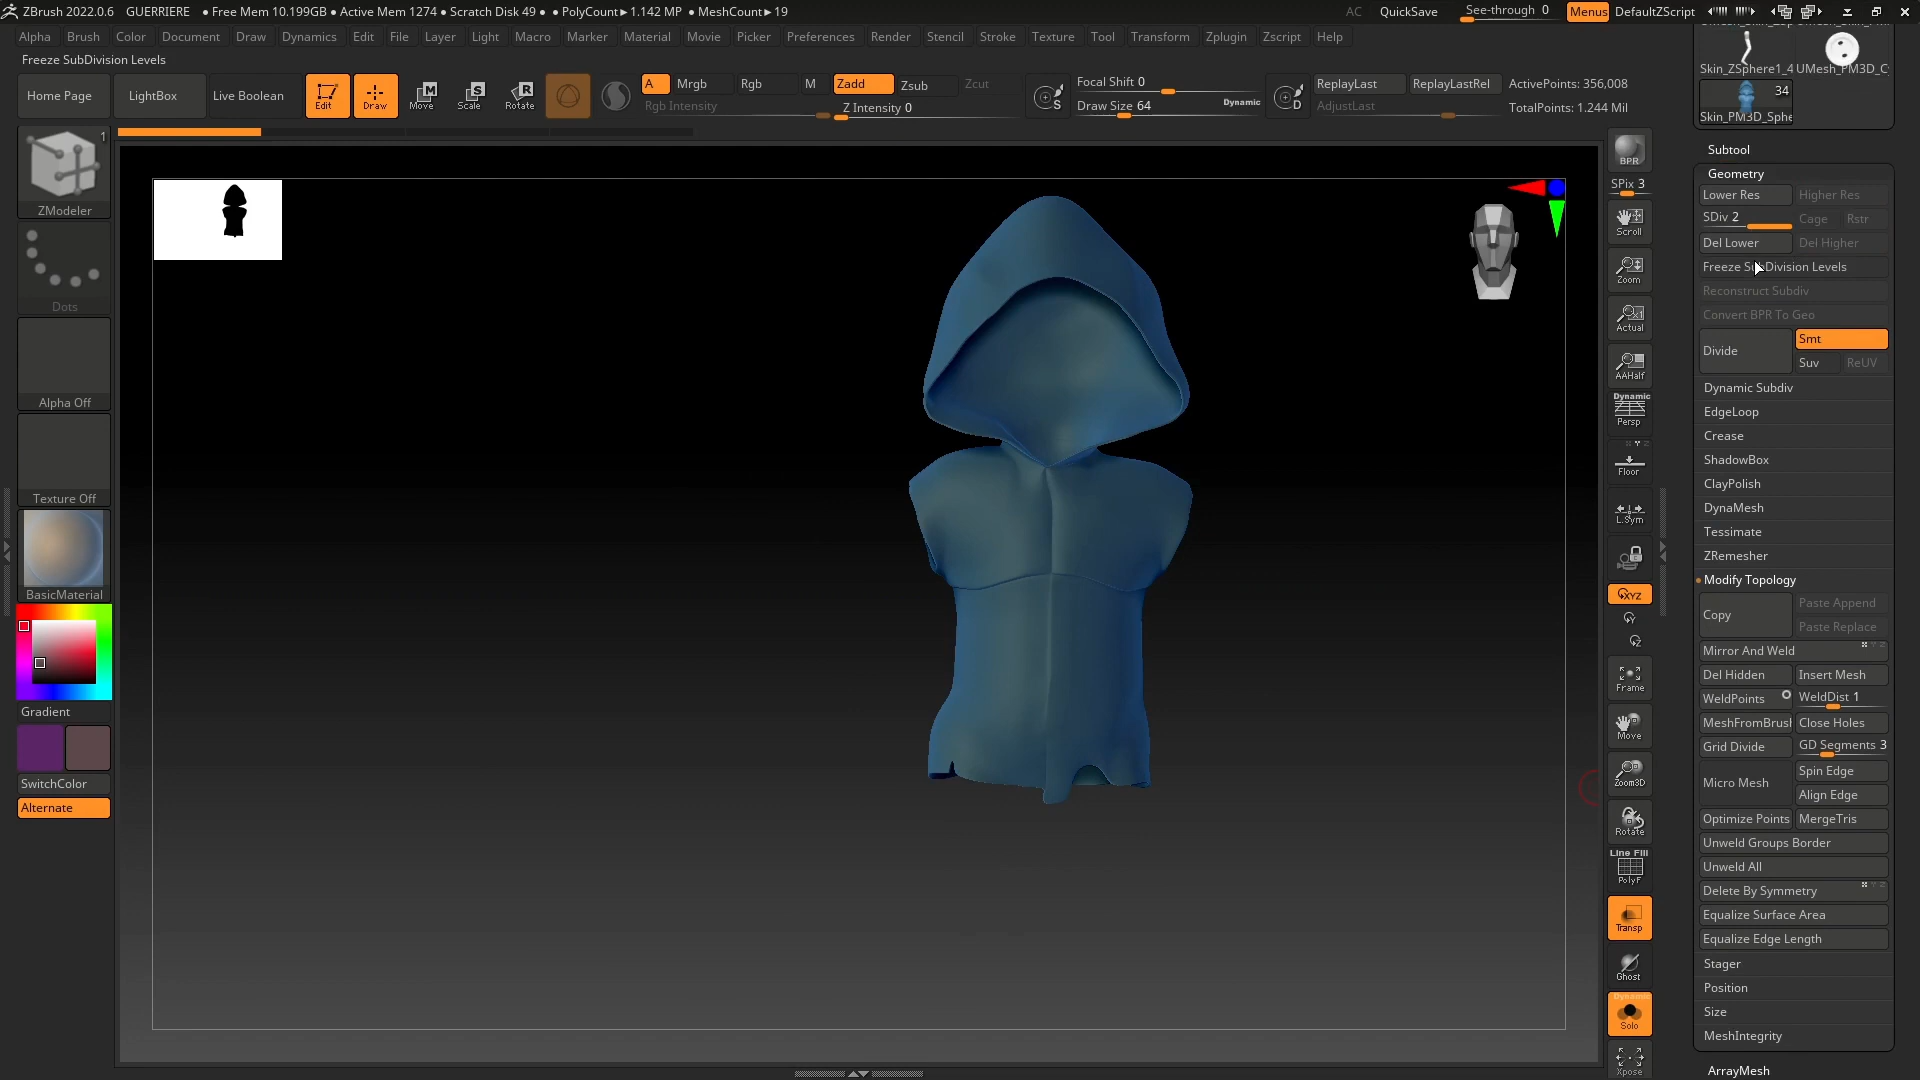 ZBrush 2022.0.6 GUERRIERE • Free Mem 10.199GB • Active Mem 1274 • Scratch Disk 49 • • PolyCount► 1.142 MP • MeshCount► 19 AC QuickSave See-through 0 Menus DefaultZScript
Alpha Brush Color Document Draw Dynamics Edit File Layer Light Macro Marker Material Movie Picker Preferences Render Stencil Stroke Texture Tool Transform Zplugin Zscript Help
Freeze SubDivision Levels
Home Page LightBox Live Boolean Edit Draw Move Scale Rotate
A Mrgb Rgb M Zadd Zsub Zcut
Rgb Intensity Z Intensity 0
S Focal Shift 0
Draw Size 64 Dynamic
D ReplayLast ReplayLastRel
AdjustLast
ActivePoints: 356,008
TotalPoints: 1.244 Mil
1
ZModeler
Dots
Alpha Off
Texture Off
BasicMaterial
Gradient
SwitchColor
Alternate
BPR
SPix 3
Scroll
Zoom
Actual
AAHalf
Dynamic
Persp
Floor
L.Sym
XYZ
Y
Z
Frame
Move
Zoom3D
Rotate
Line Fill
PolyF
Transp
Ghost
Dynamic
Solo
Xpose
Skin_ZSphere1_4 UMesh_PM3D_C
34
Skin_PM3D_Sphe
Subtool
Geometry
Lower Res Higher Res
SDiv 2 Cage Rstr
Del Lower Del Higher
Freeze SubDivision Levels
Reconstruct Subdiv
Convert BPR To Geo
Divide Smt
Suv ReUV
Dynamic Subdiv
EdgeLoop
Crease
ShadowBox
ClayPolish
DynaMesh
Tessimate
ZRemesher
Modify Topology
Copy Paste Append
Paste Replace
Mirror And Weld
Del Hidden Insert Mesh
WeldPoints WeldDist 1
MeshFromBrush Close Holes
Grid Divide GD Segments 3
Micro Mesh Spin Edge
Align Edge
Optimize Points MergeTris
Unweld Groups Border
Unweld All
Delete By Symmetry
Equalize Surface Area
Equalize Edge Length
Stager
Position
Size
MeshIntegrity
ArrayMesh